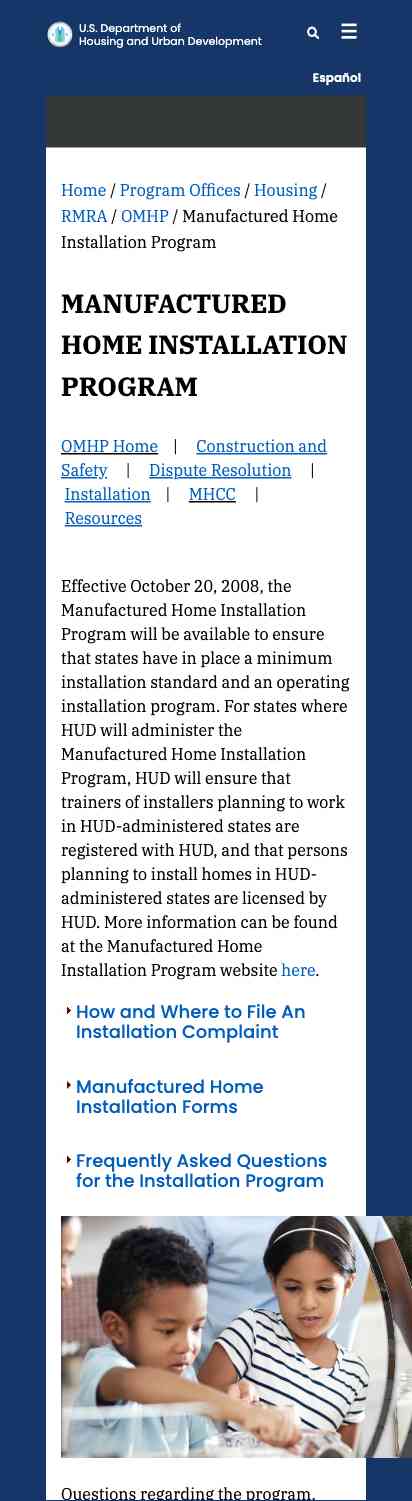 U.S. Department of
Housing and Urban Development
Español
Home / Program Offices / Housing /
RMRA / OMHP / Manufactured Home
Installation Program
MANUFACTURED
HOME INSTALLATION
PROGRAM
OMHP Home | Construction and
Safety | Dispute Resolution |
Installation | MHCC |
Resources
Effective October 20, 2008, the
Manufactured Home Installation
Program will be available to ensure
that states have in place a minimum
installation standard and an operating
installation program. For states where
HUD will administer the
Manufactured Home Installation
Program, HUD will ensure that
trainers of installers planning to work
in HUD-administered states are
registered with HUD, and that persons
planning to install homes in HUD-
administered states are licensed by
HUD. More information can be found
at the Manufactured Home
Installation Program website here.
How and Where to File An
Installation Complaint
Manufactured Home
Installation Forms
Frequently Asked Questions
for the Installation Program
Questions regarding the program,